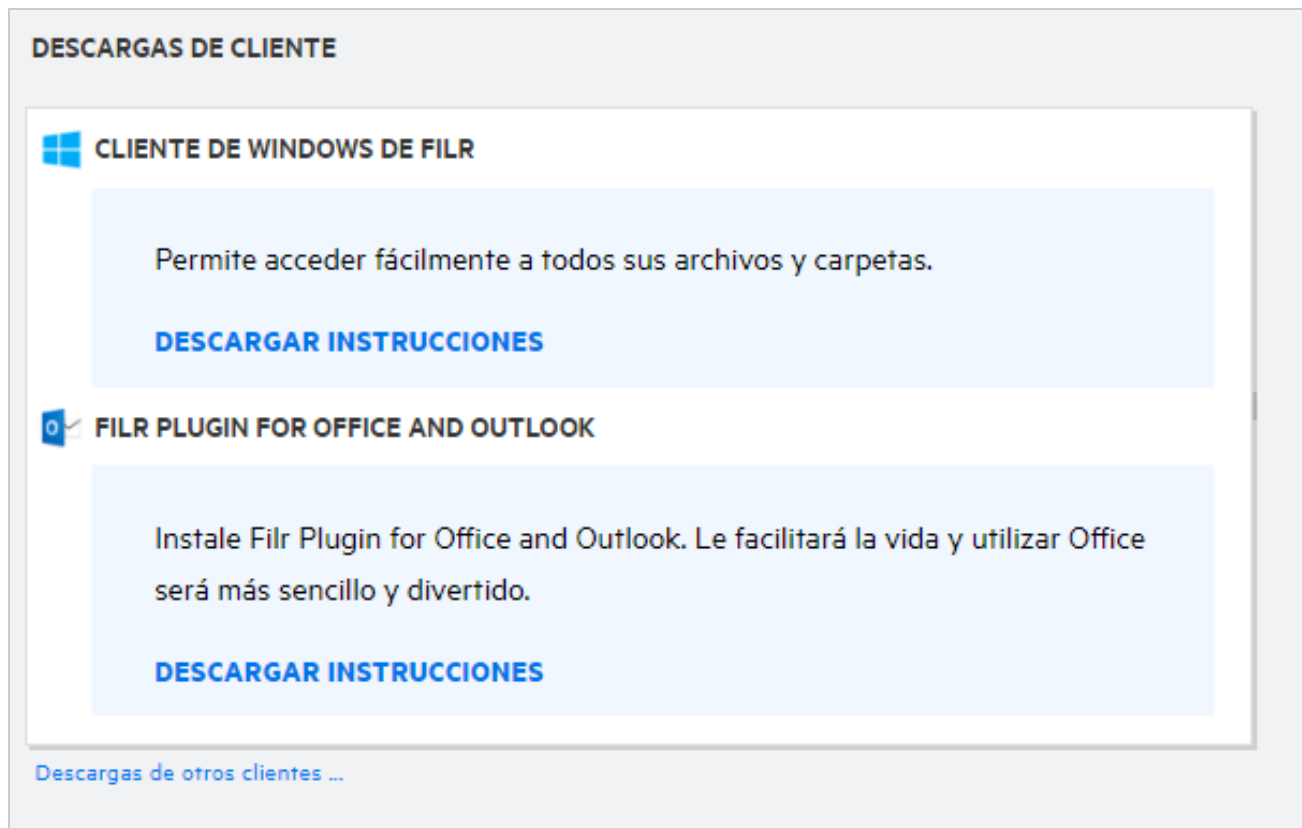 DESCARGAS DE CLIENTE
CLIENTE DE WINDOWS DE FILR
Permite acceder fácilmente a todos sus archivos y carpetas.
DESCARGAR INSTRUCCIONES
FILR PLUGIN FOR OFFICE AND OUTLOOK
Instale Filr Plugin for Office and Outlook. Le facilitará la vida y utilizar Office
será más sencillo y divertido.
DESCARGAR INSTRUCCIONES
Descargas de otros clientes ...